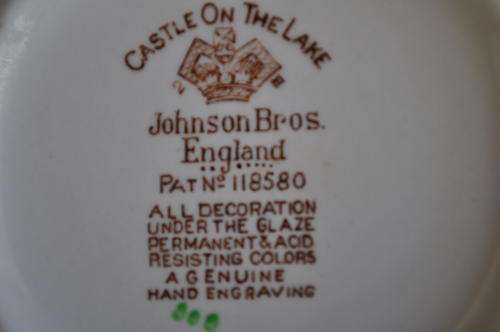 CASTLE ON THE LAKE
Johnson Bros.
England
PAT Nº 118580
ALL DECORATION
UNDER THE GLAZE
PERMANENT & ACID
RESISTING COLORS
A GENUINE
HAND ENGRAVING